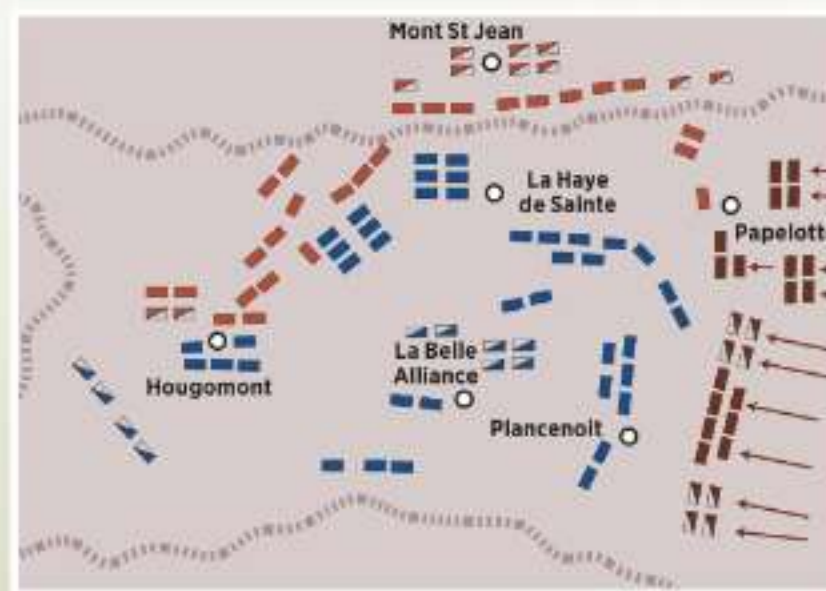 Mont St Jean
La Haye
de Sainte
Papelott
La Belle
Alliance
Hougomont
Plancenoit